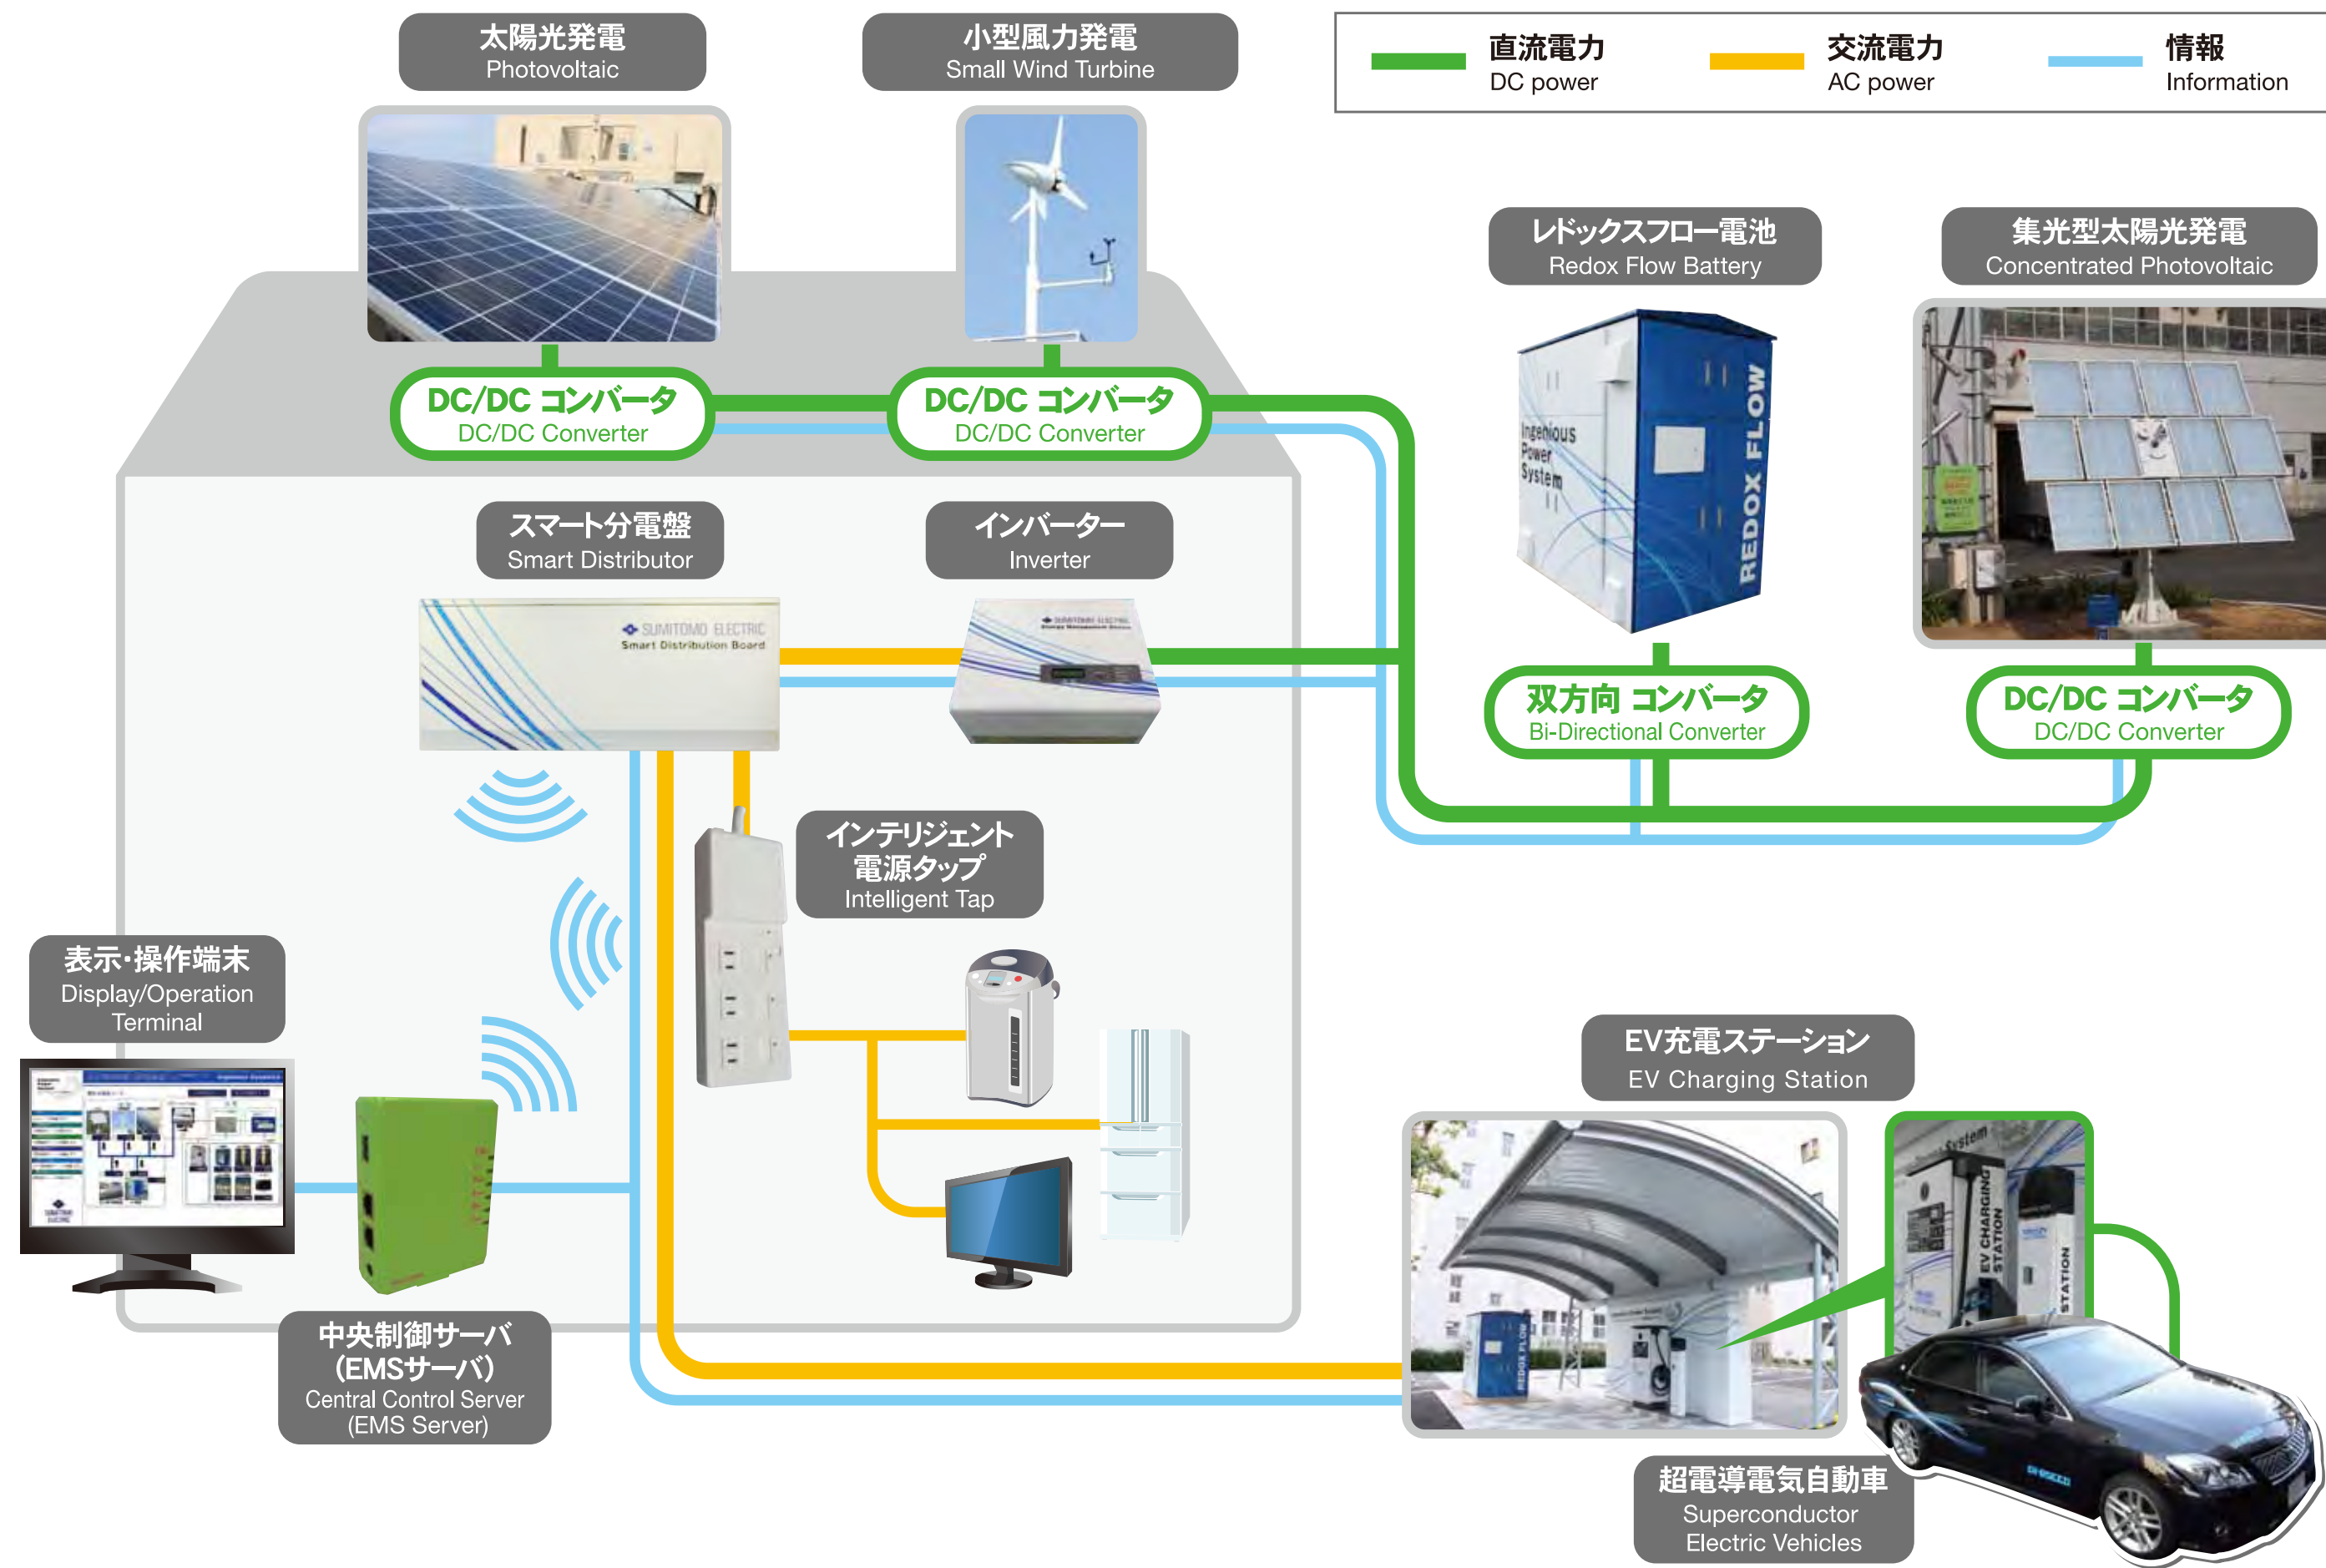 太陽光発電
Photovoltaic
小型風力発電
Small Wind Turbine
直流電力
DC power
交流電力
AC power
情報
Information
レドックスフロー電池
Redox Flow Battery
集光型太陽光発電
Concentrated Photovoltaic
DC/DC コンバータ
DC/DC Converter
DC/DC コンバータ
DC/DC Converter
Ingenious
Power
System
REDOX FLOW
スマート分電盤
Smart Distributor
インバーター
Inverter
SUMITOMO ELECTRIC
Smart Distribution Board
SUMITOMO ELECTRIC
双方向 コンバータ
Bi-Directional Converter
DC/DC コンバータ
DC/DC Converter
インテリジェント
電源タップ
Intelligent Tap
表示・操作端末
Display/Operation
Terminal
SUMITOMO
ELECTRIC
EV充電ステーション
EV Charging Station
System
EV CHARGING
STATION
STATION
REDOX FLOW
中央制御サーバ
(EMSサーバ)
Central Control Server
(EMS Server)
超電導電気自動車
Superconductor
Electric Vehicles